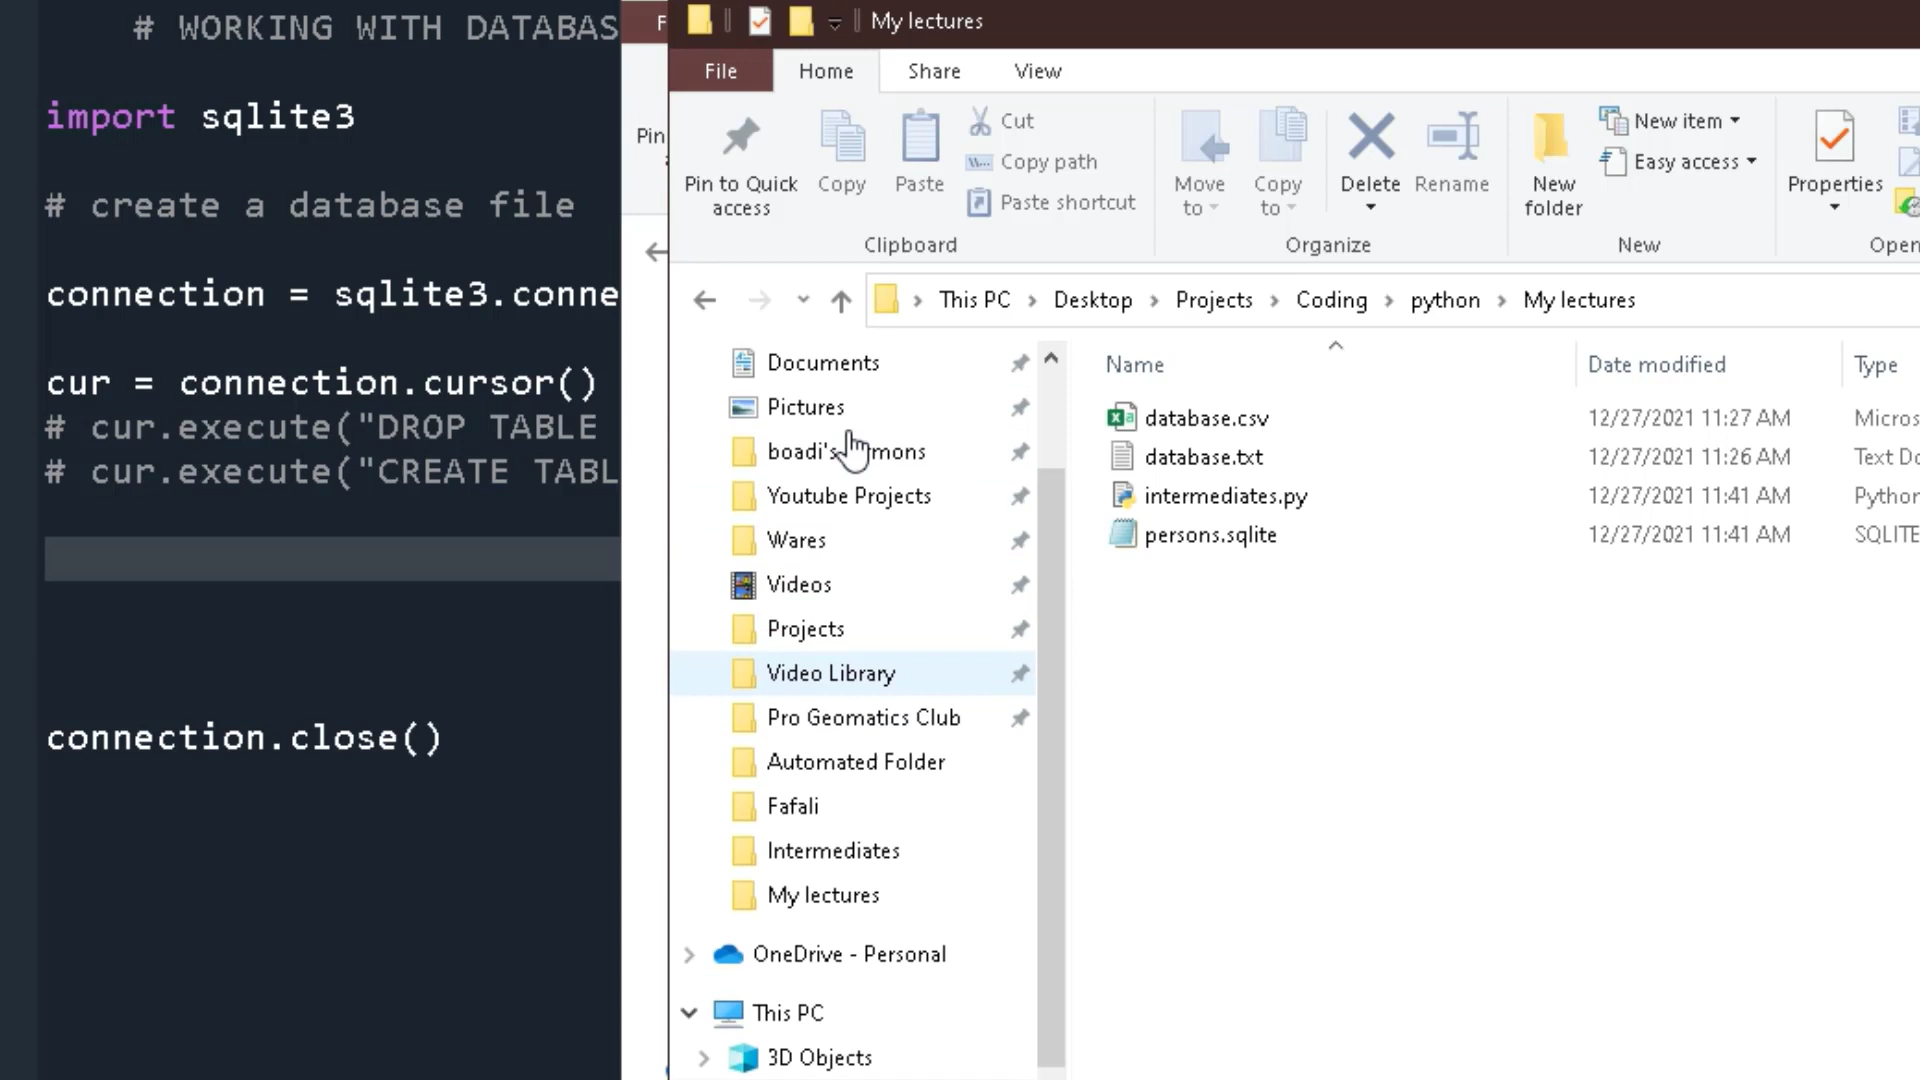 # WORKING WITH DATABAS
import sqlite3
# create a database file
connection = sqlite3.conne
cur = connection.cursor()
# cur.execute("DROP TABLE
# cur.execute("CREATE TABL
connection.close()
F
Pin
My lectures
File
Home
Share
View
Pin to Quick access
Copy
Paste
Cut
Copy path
Paste shortcut
Clipboard
Move to
Copy to
Delete
Rename
Organize
New folder
New item
Easy access
New
Properties
Open
This PC
Desktop
Projects
Coding
python
My lectures
Documents
Pictures
boadi's
Youtube Projects
Wares
Videos
Projects
Video Library
Pro Geomatics Club
Automated Folder
Fafali
Intermediates
My lectures
OneDrive - Personal
This PC
3D Objects
Name
Date modified
Type
database.csv 12/27/2021 11:27 AM Micros
database.txt 12/27/2021 11:26 AM Text Do
intermediates.py 12/27/2021 11:41 AM Python
persons.sqlite 12/27/2021 11:41 AM SQLITE